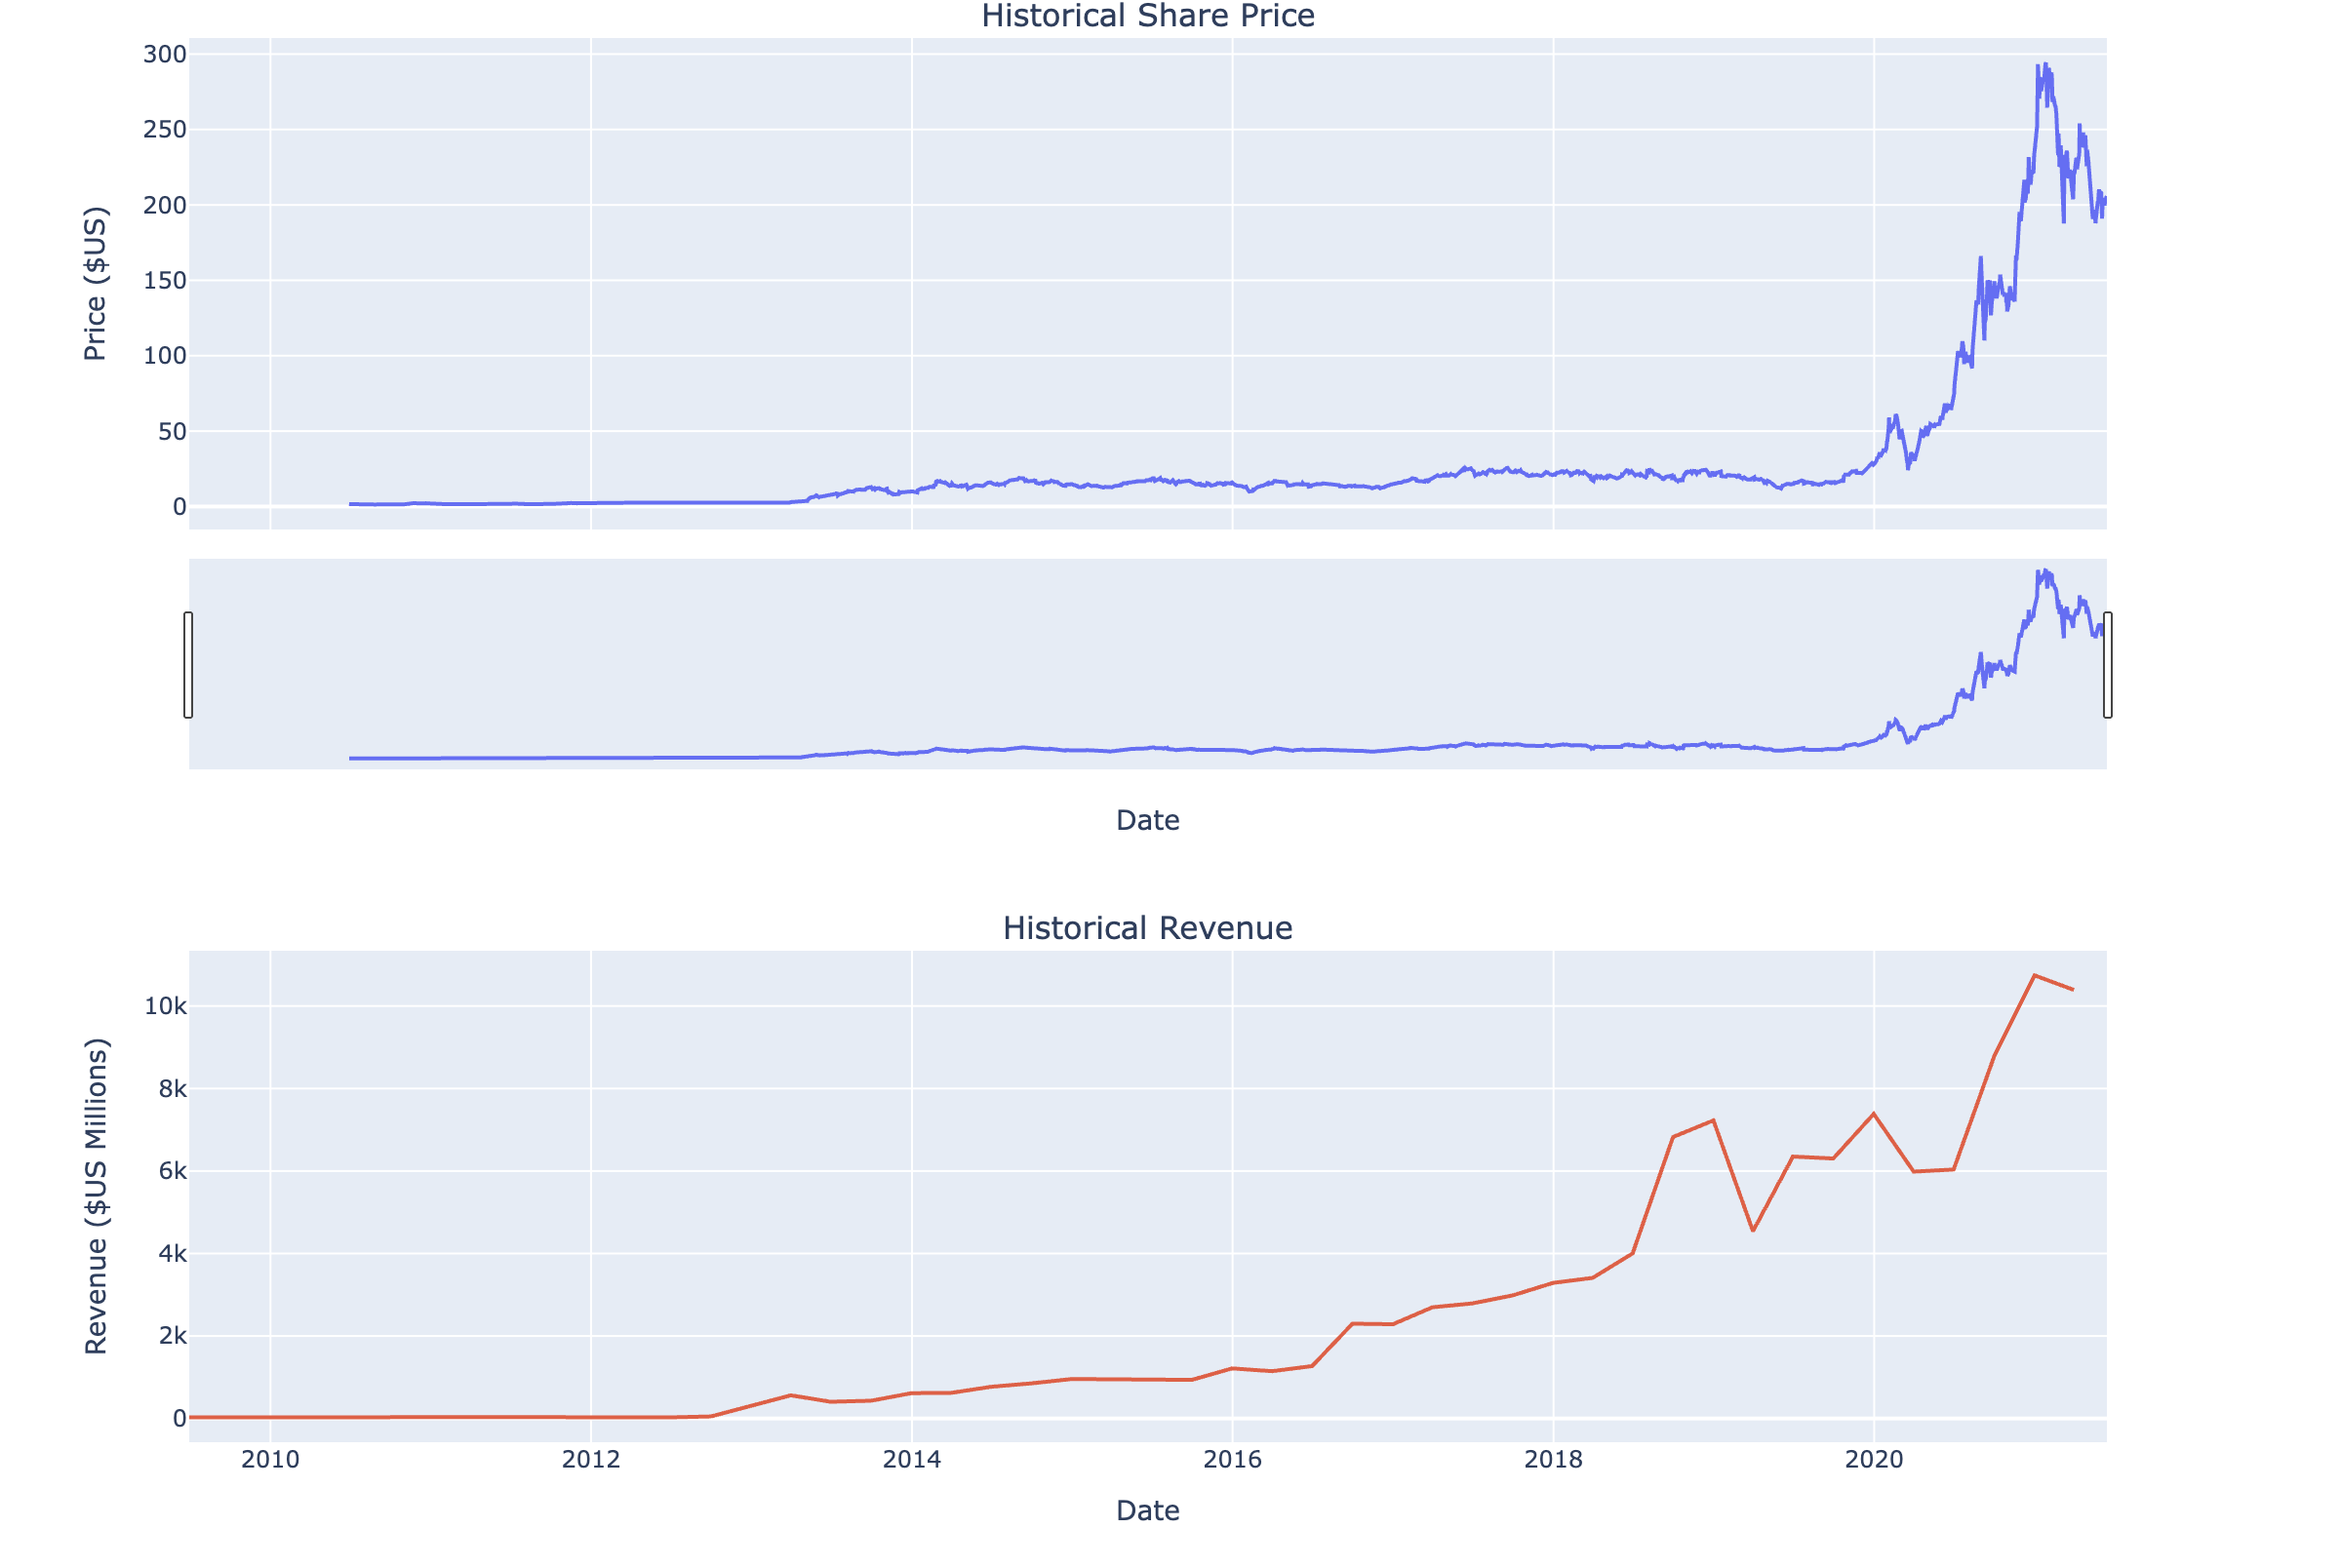 Historical Share Price
300
250
200
150
100
50
0
Price ($US)
Date
Historical Revenue
10k
8k
6k
4k
2k
0
Revenue ($US Millions)
2010 2012 2014 2016 2018 2020
Date